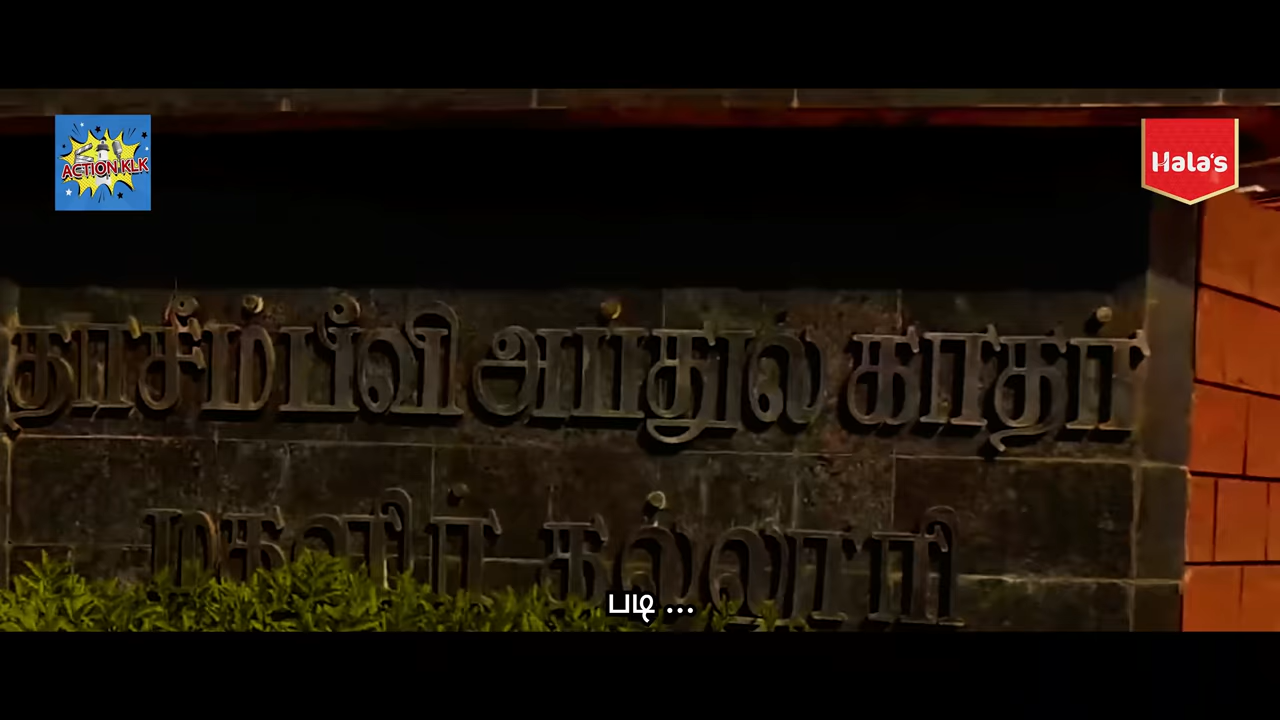 ACTION KLK
Hala's
தாசீம்பீவி அப்துல் காதர்
மகளிர் கல்லூரி
படி ...